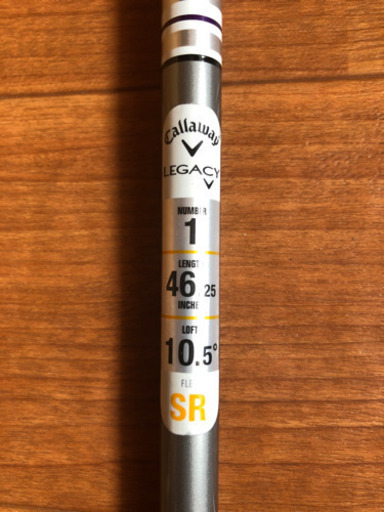 Callaway
LEGACY
NUMBER
1
LENGT
46.25
INCHE
LOFT
10.5°
FLE
SR